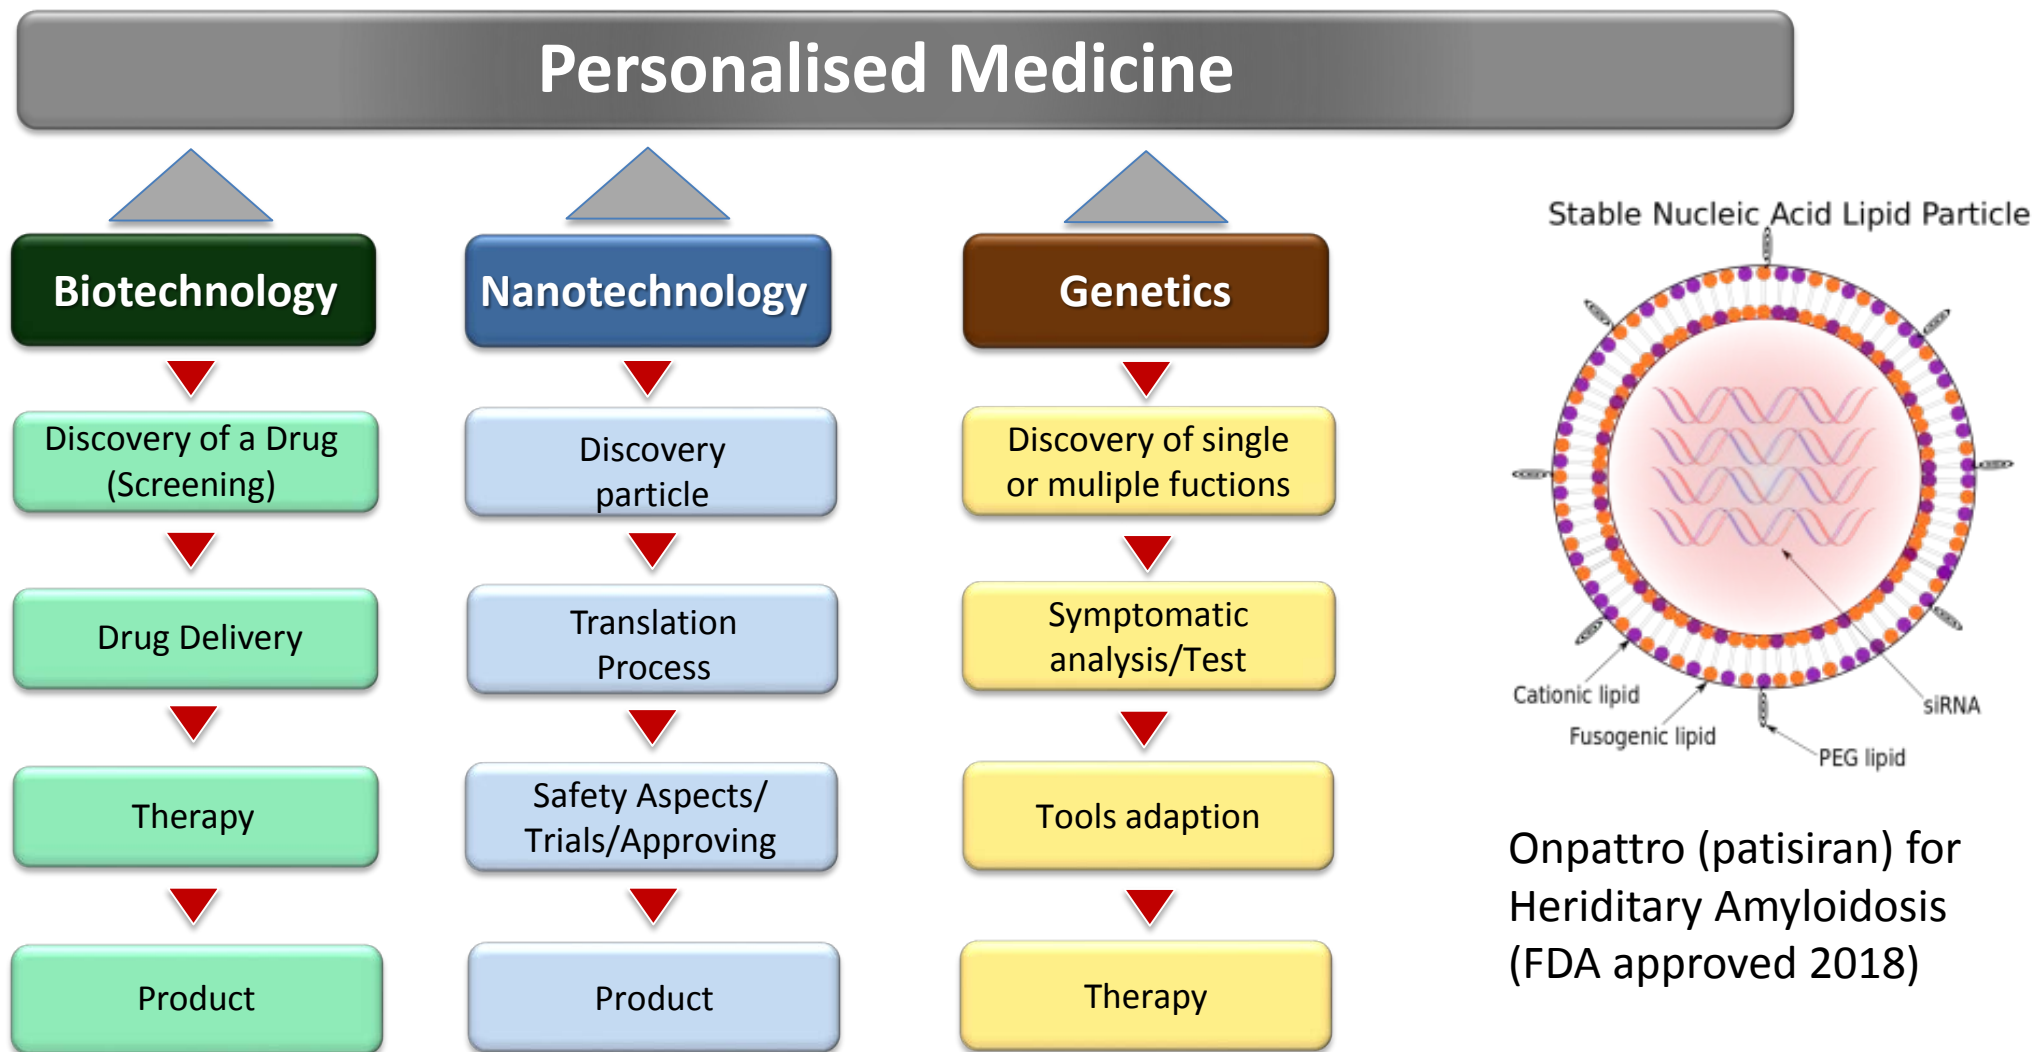 Personalised Medicine
Biotechnology
Discovery of a Drug
(Screening)
Drug Delivery
Therapy
Product
Nanotechnology
Discovery
particle
Translation
Process
Safety Aspects/
Trials/Approving
Product
Genetics
Discovery of single
or muliple fuctions
Symptomatic
analysis/Test
Tools adaption
Therapy
Stable Nucleic Acid Lipid Particle
Cationic lipid
Fusogenic lipid
PEG lipid
siRNA
Onpattro (patisiran) for
Heriditary Amyloidosis
(FDA approved 2018)